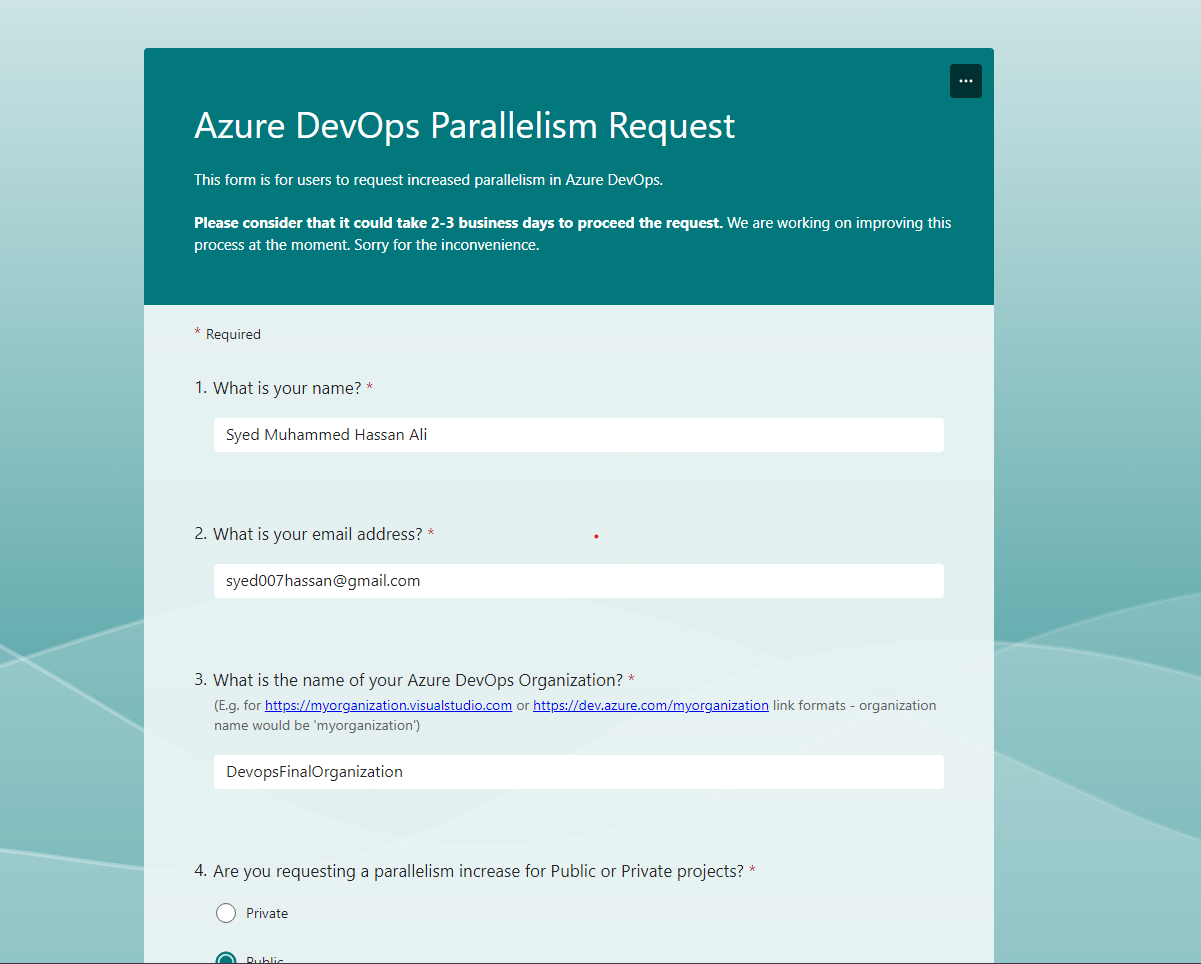 ...
Azure DevOps Parallelism Request
This form is for users to request increased parallelism in Azure DevOps.
Please consider that it could take 2-3 business days to proceed the request. We are working on improving this
process at the moment. Sorry for the inconvenience.
* Required
1. What is your name? *
Syed Muhammed Hassan Ali
2. What is your email address? *
syed007hassan@gmail.com
3. What is the name of your Azure DevOps Organization? *
(E.g. for https://myorganization.visualstudio.com or https://dev.azure.com/myorganization link formats - organization
name would be 'myorganization')
DevopsFinalOrganization
4. Are you requesting a parallelism increase for Public or Private projects? *
Private
Public